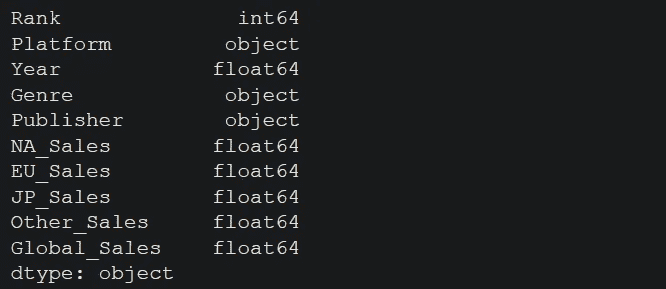 Rank int64
Platform object
Year float64
Genre object
Publisher object
NA_Sales float64
EU_Sales float64
JP_Sales float64
Other_Sales float64
Global_Sales float64
dtype: object